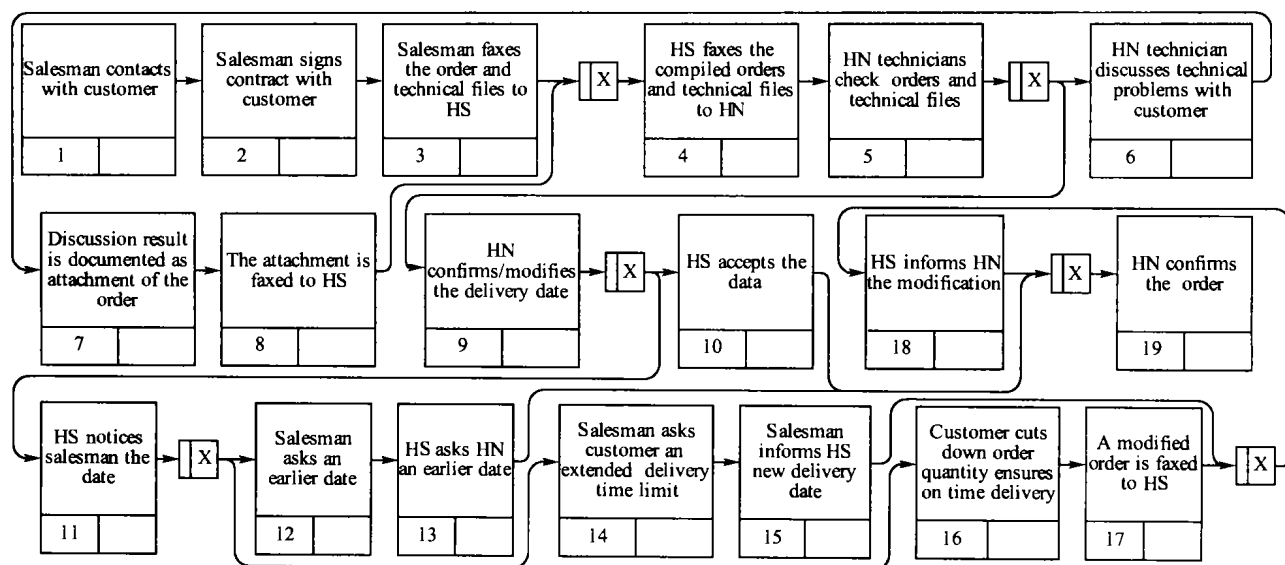 Salesman contacts
with customer
1
Salesman signs
contract with
customer
2
Salesman faxes
the order and
technical files to
HS
3
X
HS faxes the
compiled orders
and technical files
to HN
4
HN technicians
check orders and
technical files
5
X
HN technician
discusses technical
problems with
customer
6
Discussion result
is documented as
attachment of the
order
7
The attachment is
faxed to HS
8
HN
confirms/modifies
the delivery date
9
X
HS accepts the
data
10
HS informs HN
the modification
18
X
HN confirms
the order
19
HS notices
salesman the
date
11
X
Salesman
asks an
earlier date
12
HS asks HN
an earlier date
13
Salesman asks
customer an
extended delivery
time limit
14
Salesman
informs HS
new delivery
date
15
Customer cuts
down order
quantity ensures
on time delivery
16
A modified
order is faxed
to HS
17
X